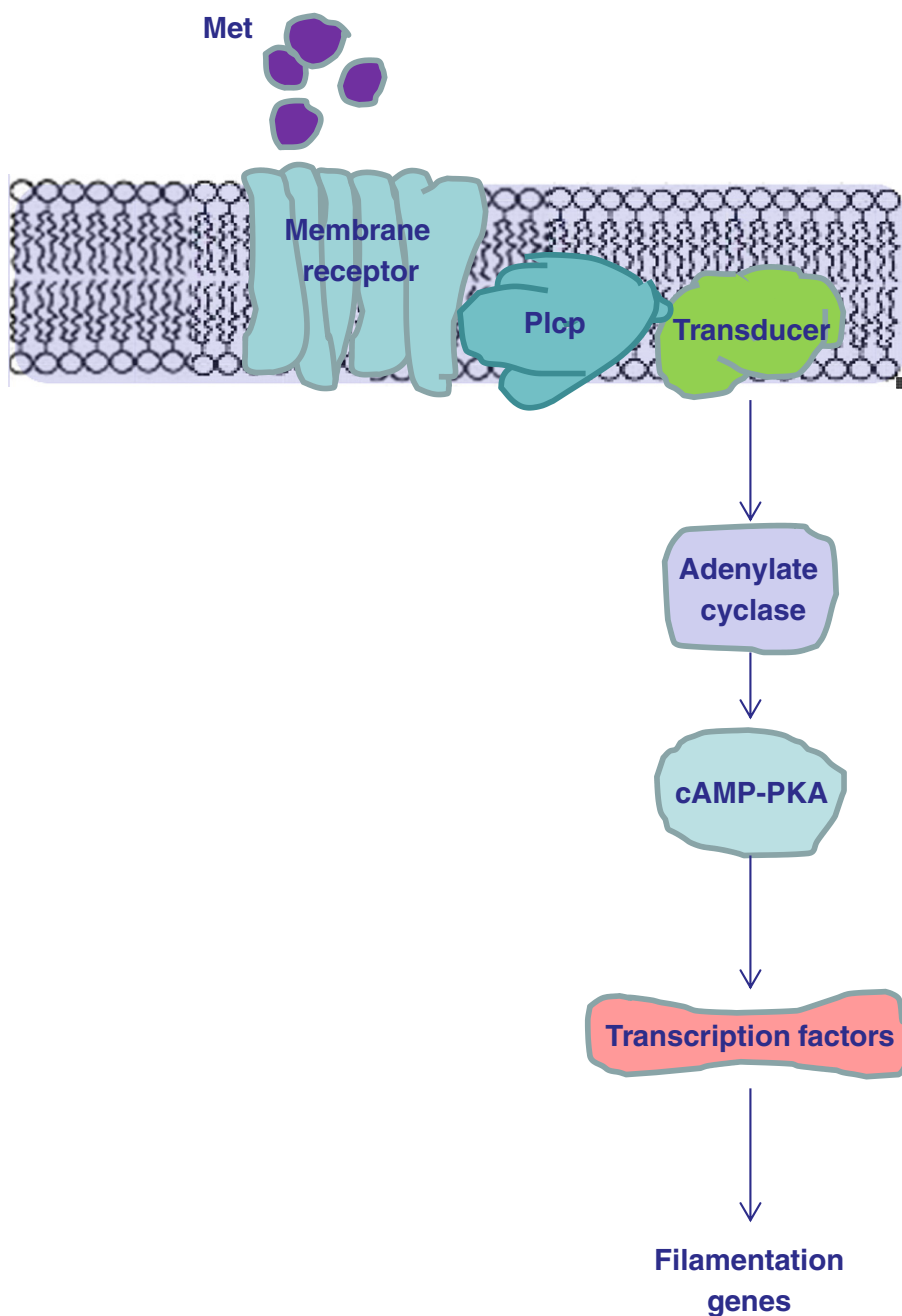 Met
Membrane
receptor
Plcp
Transducer
Adenylate
cyclase
cAMP-PKA
Transcription factors
Filamentation
genes